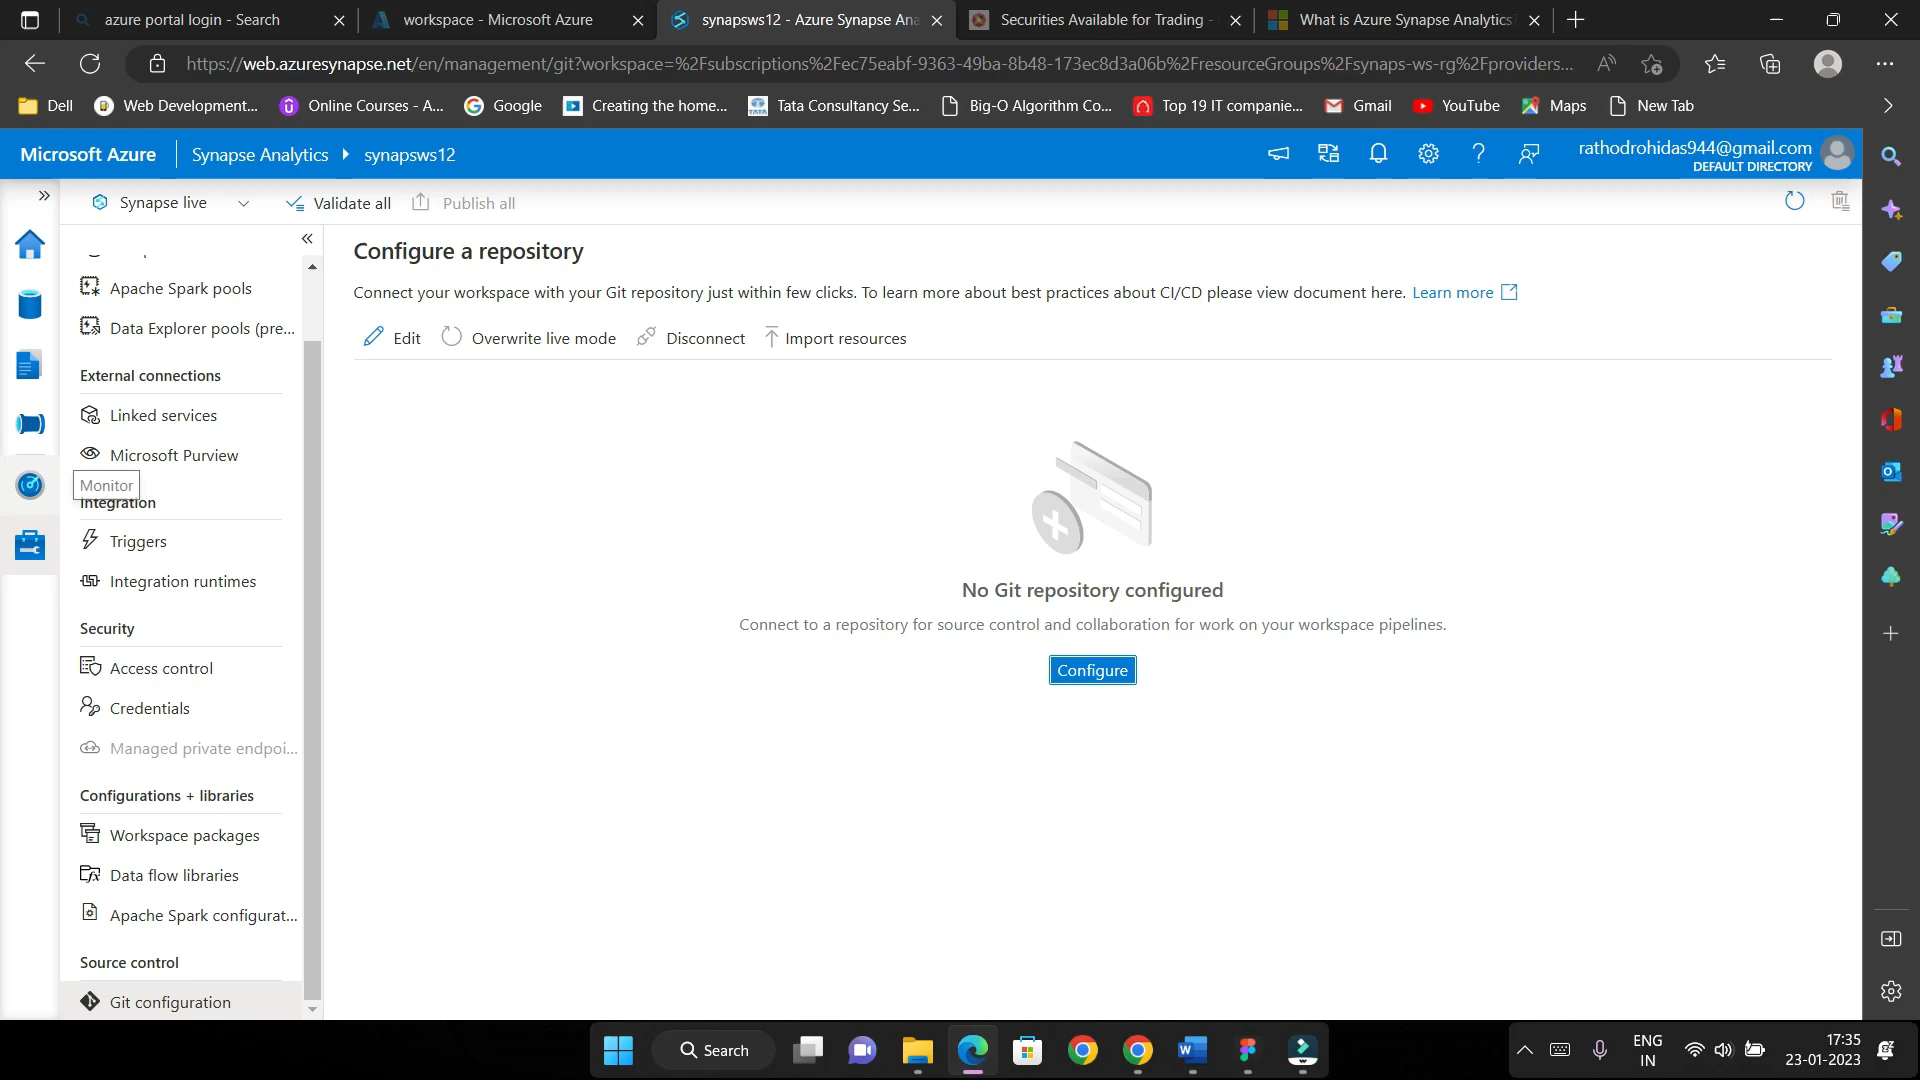 azure portal login - Search
workspace - Microsoft Azure
synapsws12 - Azure Synapse Ana
Securities Available for Trading -
What is Azure Synapse Analytics
https://web.azuresynapse.net/en/management/git?workspace=%2Fsubscriptions%2Fec75eabf-9363-49ba-8b48-173ec8d3a06b%2FresourceGroups%2Fsynaps-ws-rg%2Fproviders...
Dell
Web Development...
Online Courses - A...
Google
Creating the home...
Tata Consultancy Se...
Big-O Algorithm Co...
Top 19 IT companie...
Gmail
YouTube
Maps
New Tab
Microsoft Azure
Synapse Analytics
synapsws12
rathodrohidas944@gmail.com
DEFAULT DIRECTORY
Synapse live
Validate all
Publish all
Apache Spark pools
Data Explorer pools (pre...
External connections
Linked services
Microsoft Purview
Monitor
Integration
Triggers
Integration runtimes
Security
Access control
Credentials
Managed private endpoi...
Configurations + libraries
Workspace packages
Data flow libraries
Apache Spark configurat...
Source control
Git configuration
Configure a repository
Connect your workspace with your Git repository just within few clicks. To learn more about best practices about CI/CD please view document here. Learn more
Edit
Overwrite live mode
Disconnect
Import resources
No Git repository configured
Connect to a repository for source control and collaboration for work on your workspace pipelines.
Configure
Search
ENG
IN
17:35
23-01-2023